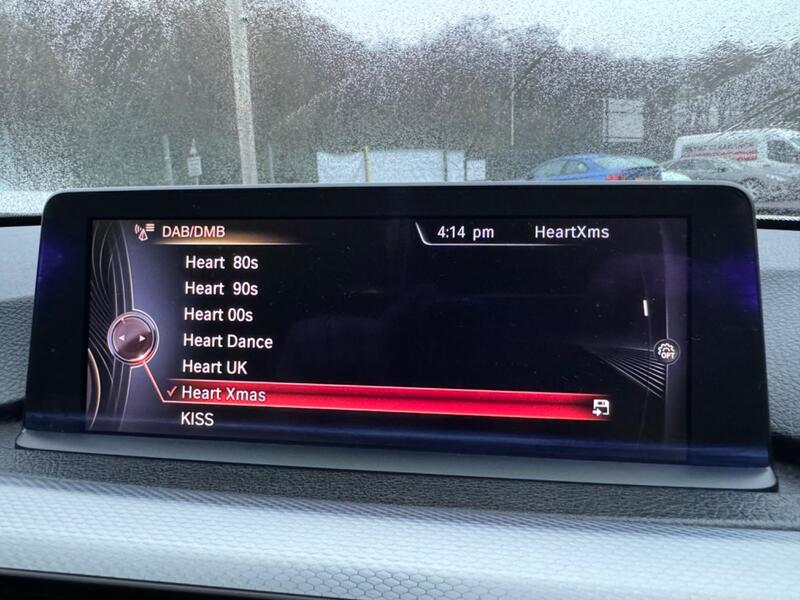 DAB/DMB
4:14 pm
HeartXms
Heart 80s
Heart 90s
Heart 00s
Heart Dance
Heart UK
✓ Heart Xmas
KISS
OPT